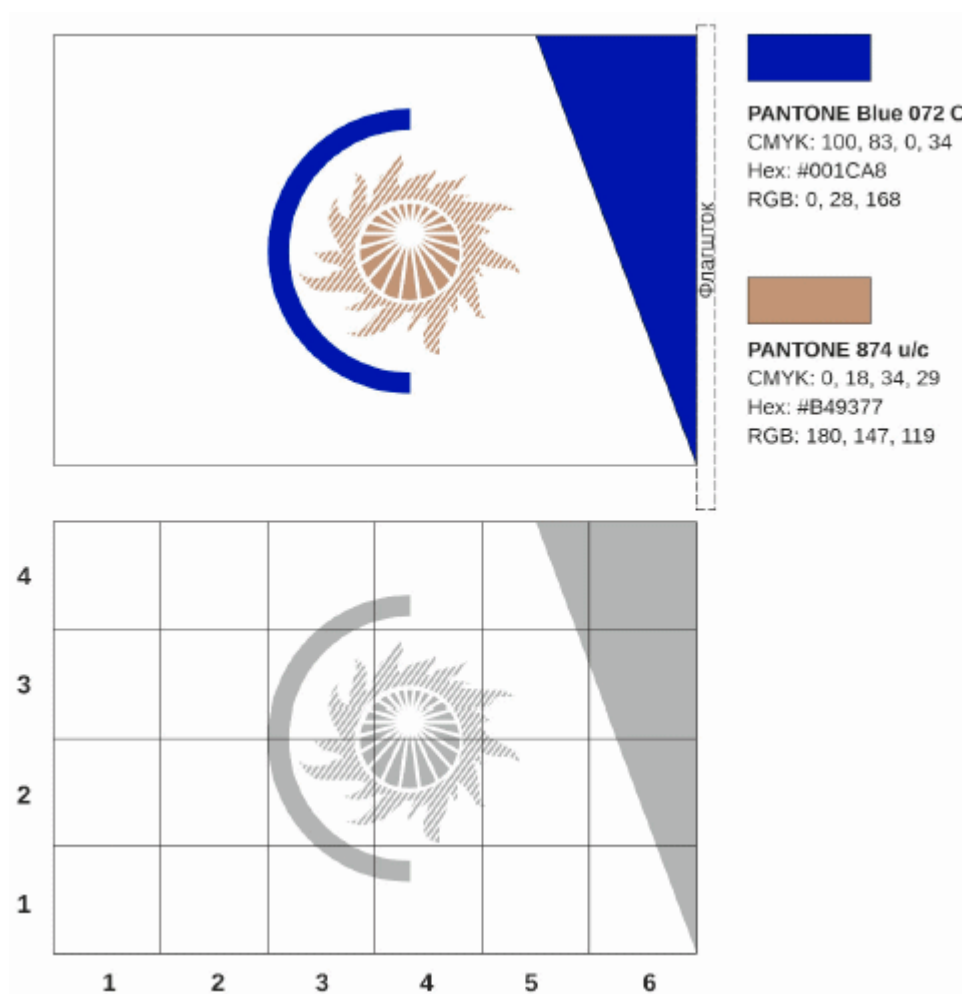 PANTONE Blue 072 C
CMYK: 100, 83, 0, 34
Hex: #001CA8
RGB: 0, 28, 168
Флагшток
PANTONE 874 u/c
CMYK: 0, 18, 34, 29
Hex: #B49377
RGB: 180, 147, 119
4
3
2
1
1 2 3 4 5 6